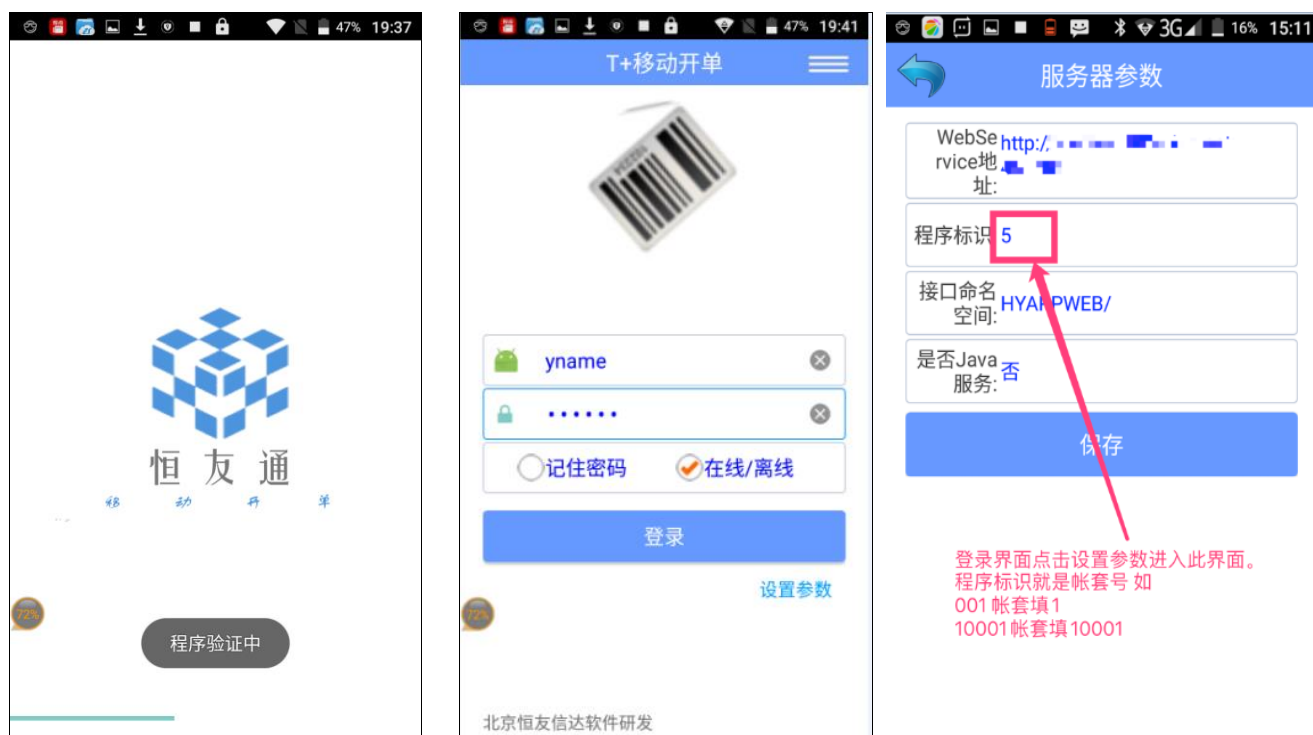 47% 19:37
恒友通
移动开单
72%
程序验证中
47% 19:41
T+移动开单
yname
••••••
记住密码
在线/离线
登录
设置参数
72%
北京恒友信达软件研发
3G 16% 15:11
服务器参数
WebSe
rvice地
址:
http:/
程序标识
5
接口命名
空间:
是否Java
服务:
否
保存
登录界面点击设置参数进入此界面。
程序标识就是帐套号 如
001帐套填1
10001帐套填10001